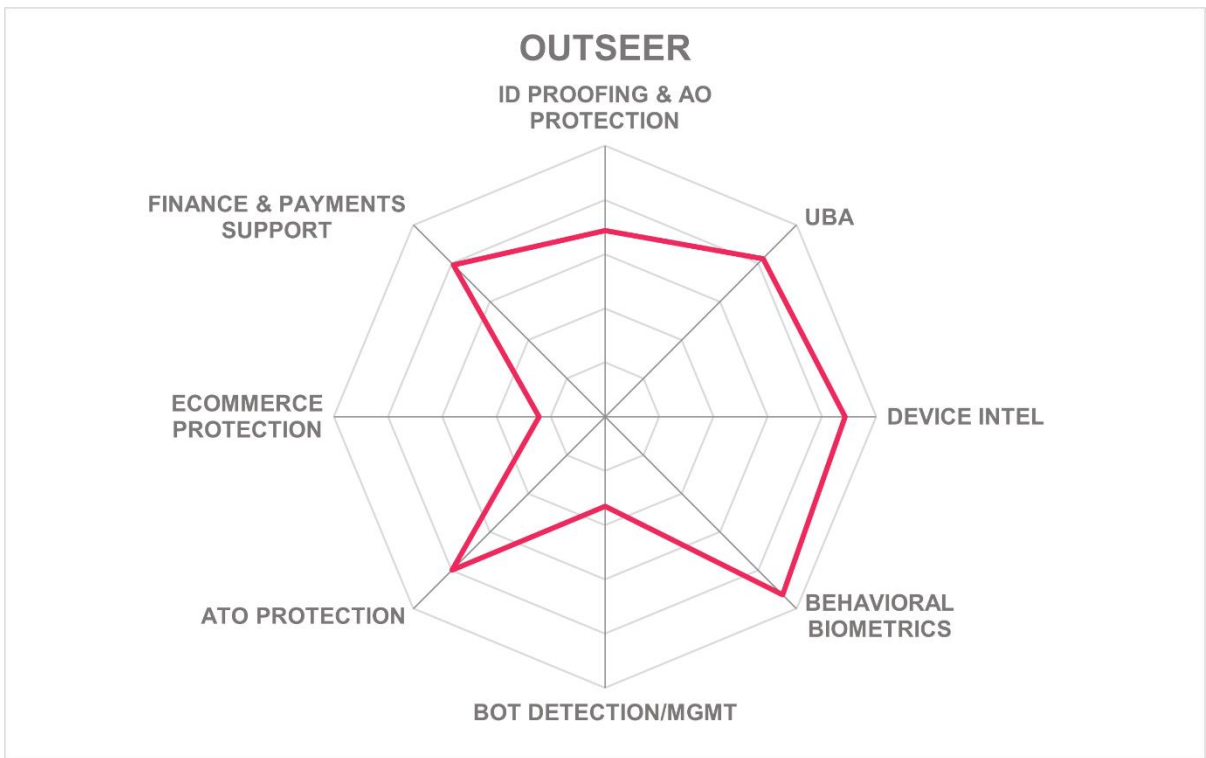 OUTSEER
ID PROOFING & AO
PROTECTION
UBA
DEVICE INTEL
BEHAVIORAL
BIOMETRICS
BOT DETECTION/MGMT
ATO PROTECTION
ECOMMERCE
PROTECTION
FINANCE & PAYMENTS
SUPPORT